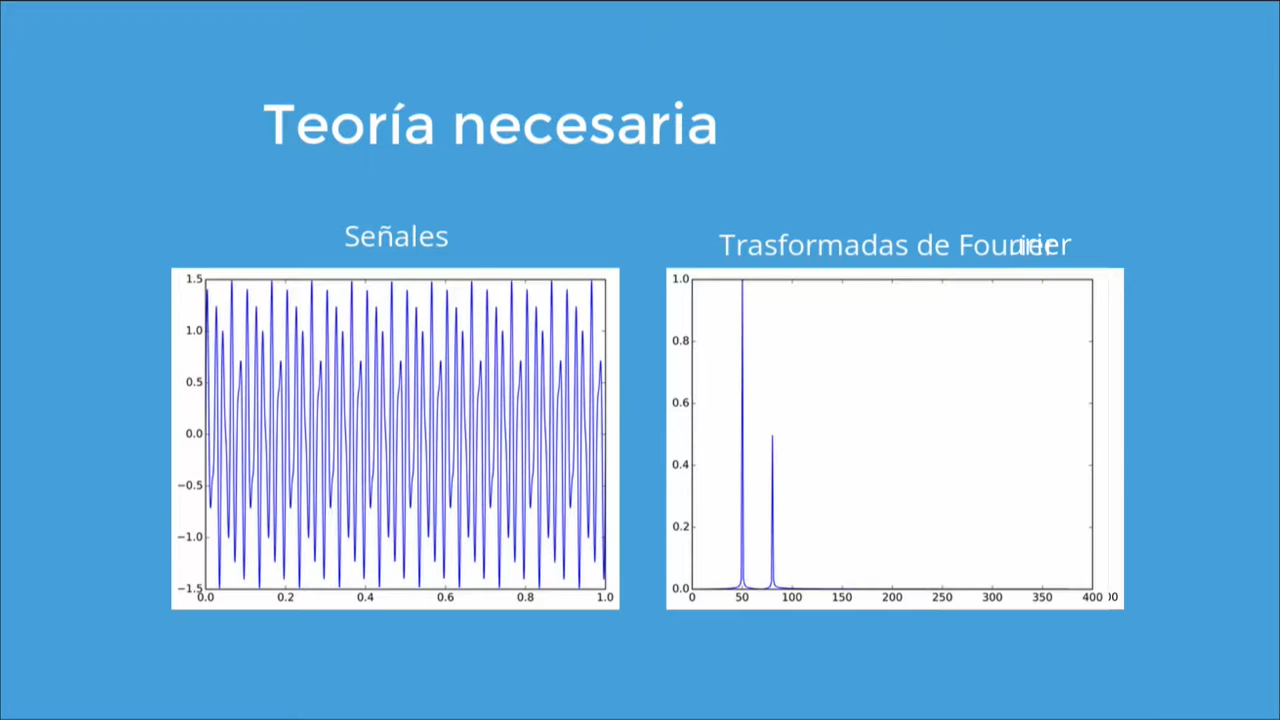 Teoría necesaria
Señales
Trasformadas de Fourier
1.5
1.0
0.5
0.0
−0.5
−1.0
−1.5
0.0 0.2 0.4 0.6 0.8 1.0
1.0
0.8
0.6
0.4
0.2
0.0
0 50 100 150 200 250 300 350 400